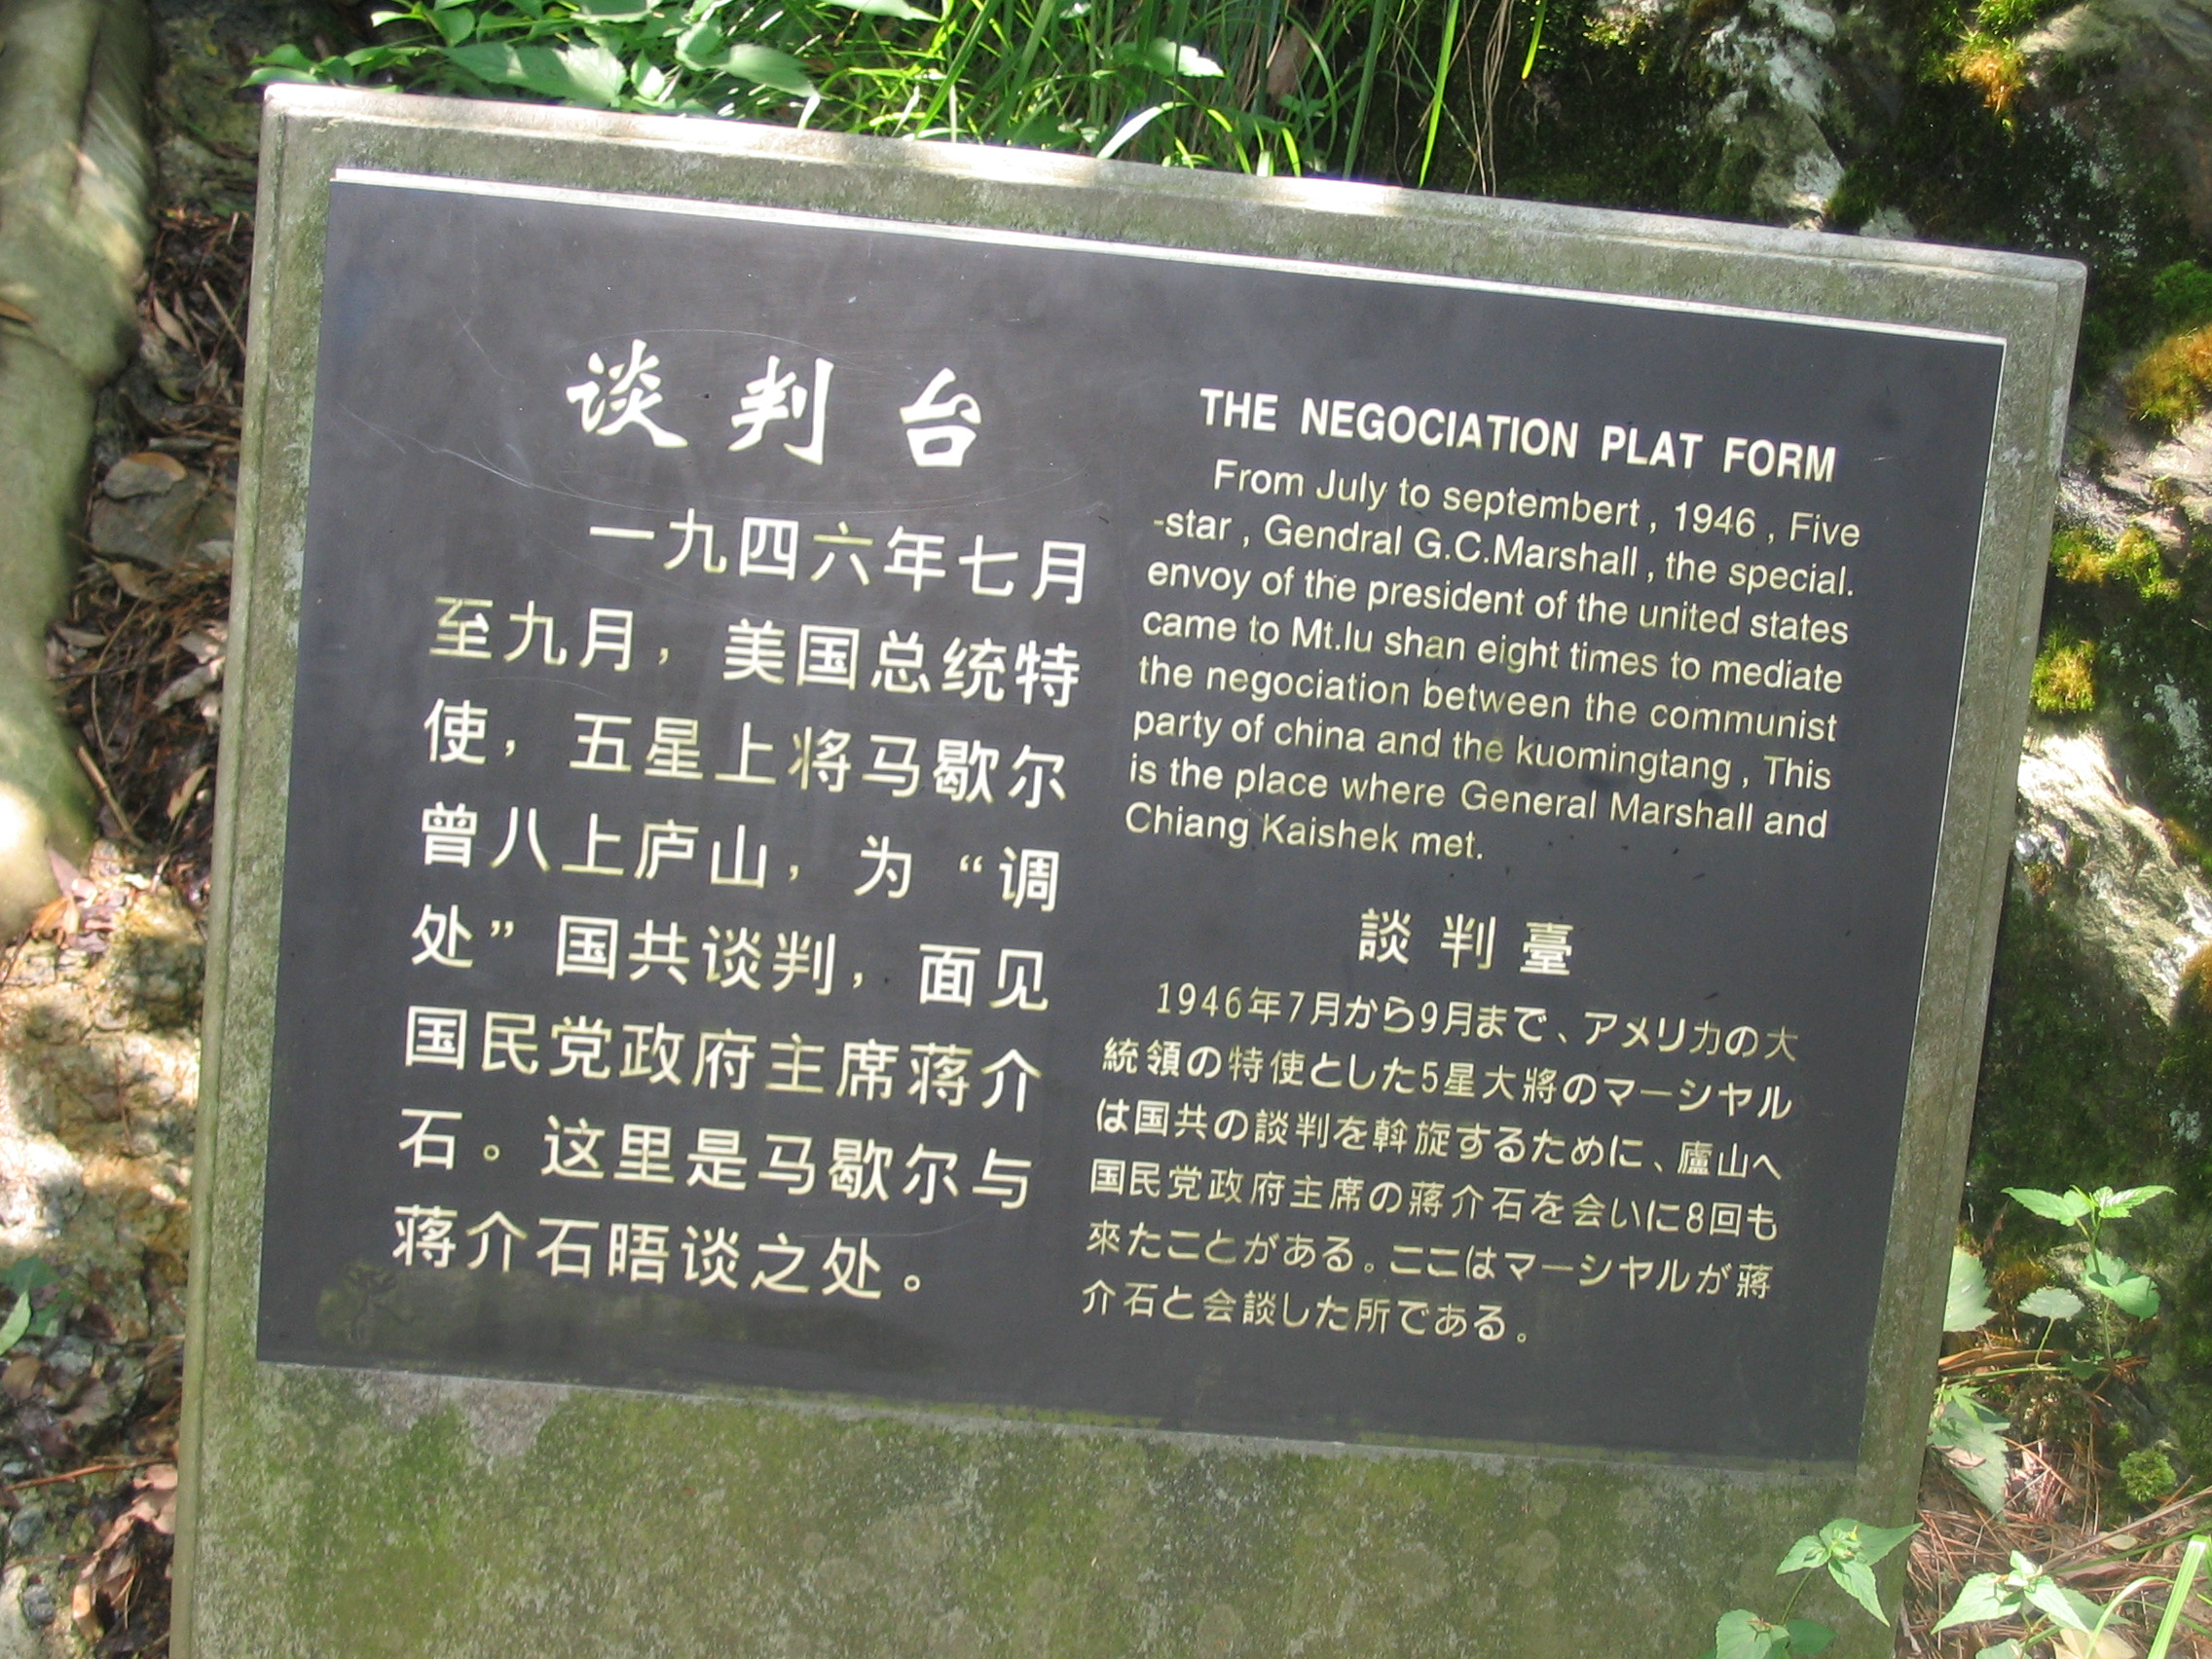 谈判台
一九四六年七月
至九月，美国总统特
使，五星上将马歇尔
曾八上庐山，为“调
处”国共谈判，面见
国民党政府主席蒋介
石。这里是马歇尔与
蒋介石晤谈之处。
THE NEGOCIATION PLAT FORM
From July to septembert , 1946 , Five
-star , Gendral G.C.Marshall , the special.
envoy of the president of the united states
came to Mt.lu shan eight times to mediate
the negociation between the communist
party of china and the kuomingtang , This
is the place where General Marshall and
Chiang Kaishek met.
談判臺
1946年7月から9月まで、アメリカの大
統領の特使とした5星大將のマーシヤル
は国共の談判を斡旋するために、廬山へ
国民党政府主席の蔣介石を会いに8回も
來たことがある。ここはマーシヤルが蔣
介石と会談した所である。